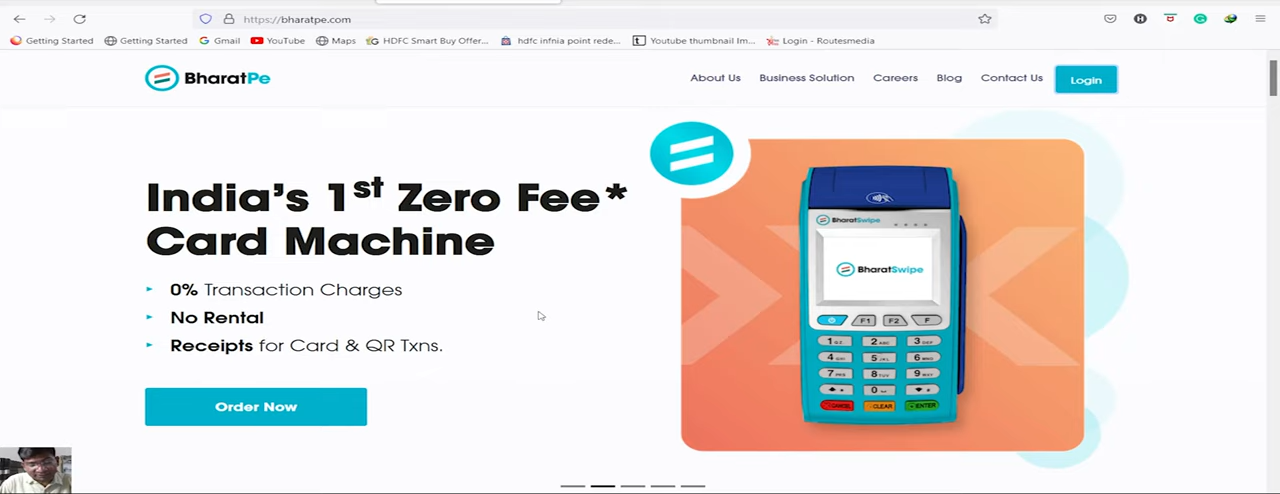 https://bharatpe.com
Getting Started
Getting Started
Gmail
YouTube
Maps
HDFC Smart Buy Offer...
hdfc infnia point rede...
Youtube thumbnail Im...
Login - Routesmedia
BharatPe
About Us
Business Solution
Careers
Blog
Contact Us
Login
India's 1st Zero Fee*
Card Machine
0% Transaction Charges
No Rental
Receipts for Card & QR Txns.
Order Now
BharatSwipe
BharatSwipe
F1 F2 F
1 2 ABC 3 DEF
4 5 JKL 6
7 8 9
0
CANCEL CLEAR ENTER